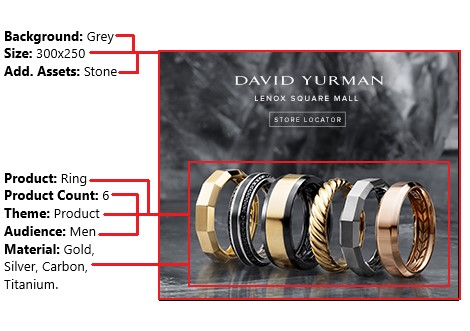 Background: Grey
Size: 300x250
Add. Assets: Stone
DAVID YURMAN
LENOX SQUARE MALL
STORE LOCATOR
Product: Ring
Product Count: 6
Theme: Product
Audience: Men
Material: Gold,
Silver, Carbon,
Titanium.